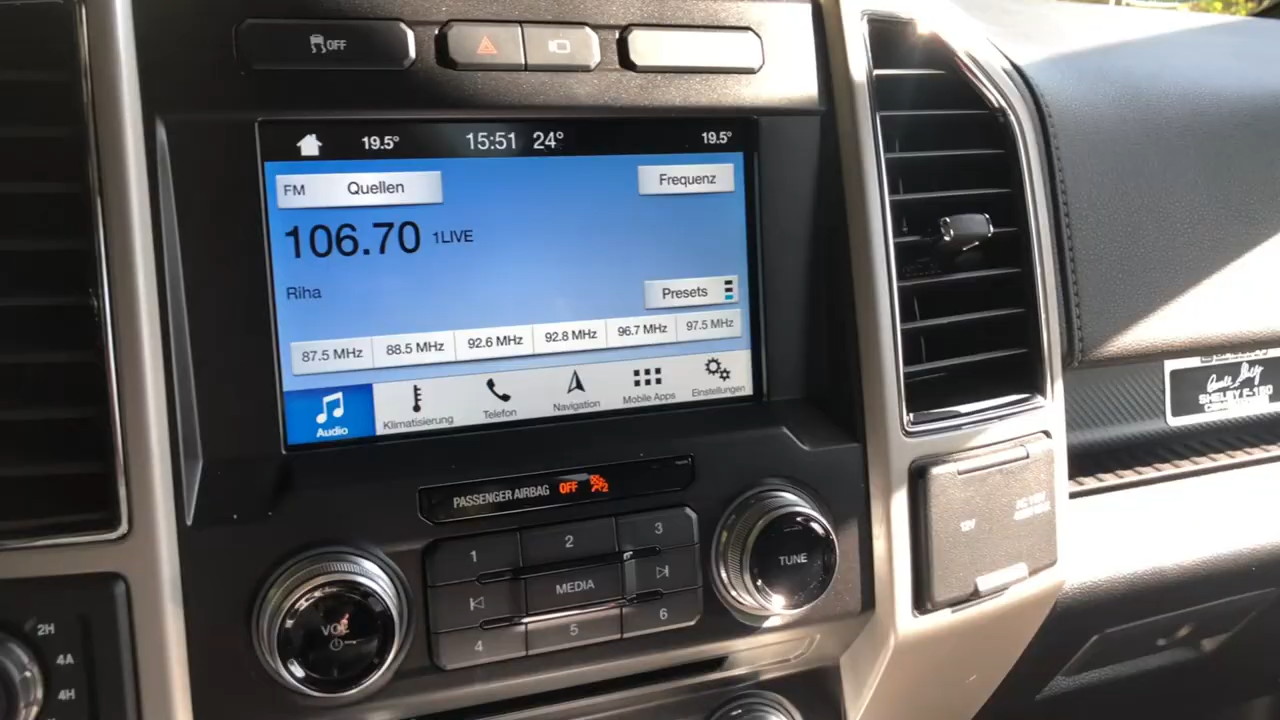 OFF
19.5° 15:51 24° 19.5°
FM Quellen Frequenz
106.70 1LIVE
Riha
Presets
87.5 MHz 88.5 MHz 92.6 MHz 92.8 MHz 96.7 MHz 97.5 MHz
Audio Klimatisierung Telefon Navigation Mobile Apps Einstellungen
PASSENGER AIRBAG OFF 2
1 2 3
MEDIA
4 5 6
VOL
TUNE
2H
4A
4H
12V
SHELBY F-150